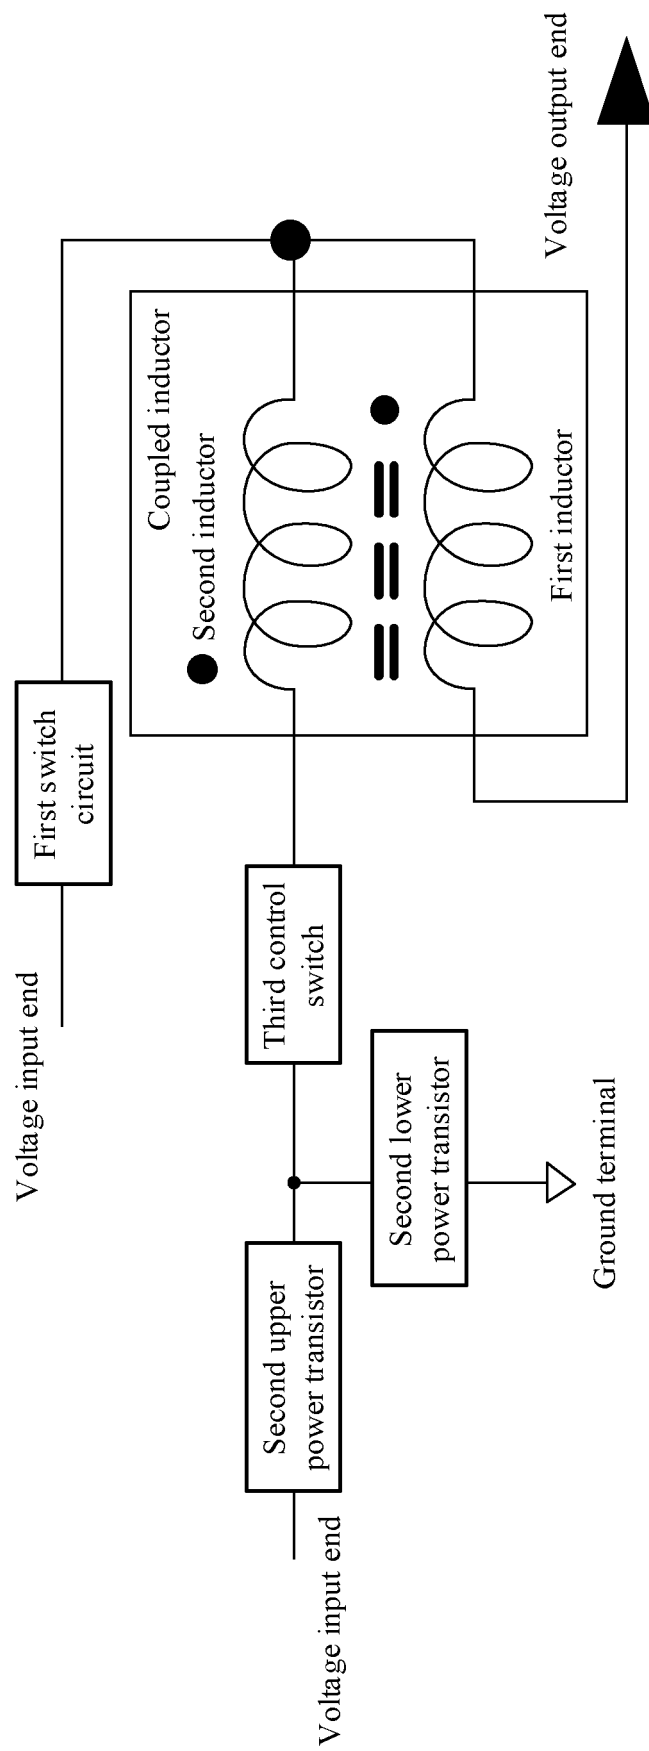 Voltage input end
First switch
circuit
Coupled inductor
Second inductor
Voltage input end
Second upper
power transistor
Third control
switch
Second lower
power transistor
Ground terminal
First inductor
Voltage output end